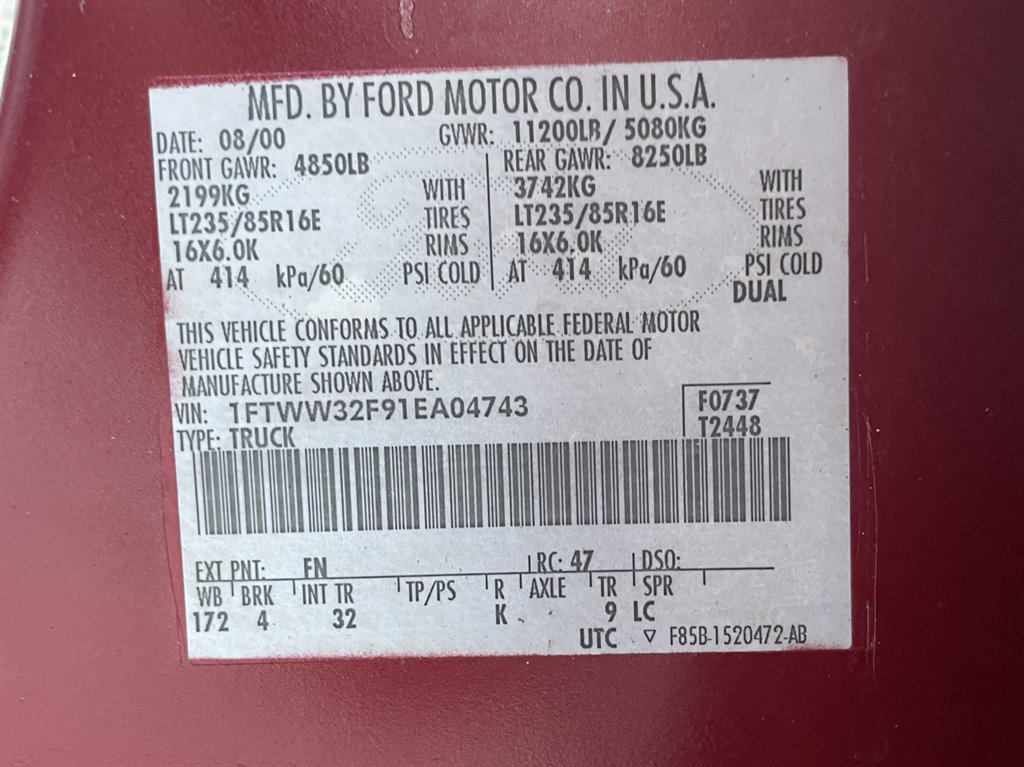 MFD. BY FORD MOTOR CO. IN U.S.A.
DATE: 08/00 GVWR: 11200LB/ 5080KG
FRONT GAWR: 4850LB REAR GAWR: 8250LB
2199KG WITH 3742KG WITH
LT235/85R16E TIRES LT235/85R16E TIRES
16X6.0K RIMS 16X6.0K RIMS
AT 414 kPa/60 PSI COLD AT 414 kPa/60 PSI COLD
DUAL
THIS VEHICLE CONFORMS TO ALL APPLICABLE FEDERAL MOTOR
VEHICLE SAFETY STANDARDS IN EFFECT ON THE DATE OF
MANUFACTURE SHOWN ABOVE.
VIN: 1FTWW32F91EA04743 F0737
TYPE: TRUCK T2448
EXT PNT: FN RC: 47 DSO:
WB BRK INT TR TP/PS R AXLE TR SPR
172 4 32 K 9 LC
UTC ▽ F85B-1520472-AB